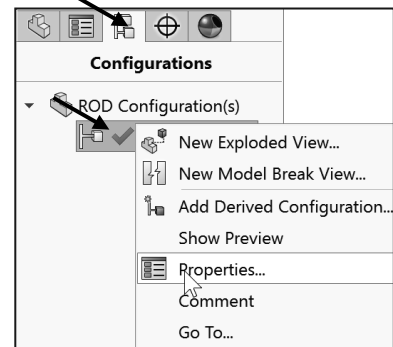 Configurations
ROD Configuration(s)
New Exploded View...
New Model Break View...
Add Derived Configuration...
Show Preview
Properties...
Comment
Go To...